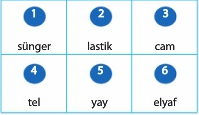 1 2 3
sünger lastik cam
4 5 6
tel yay elyaf